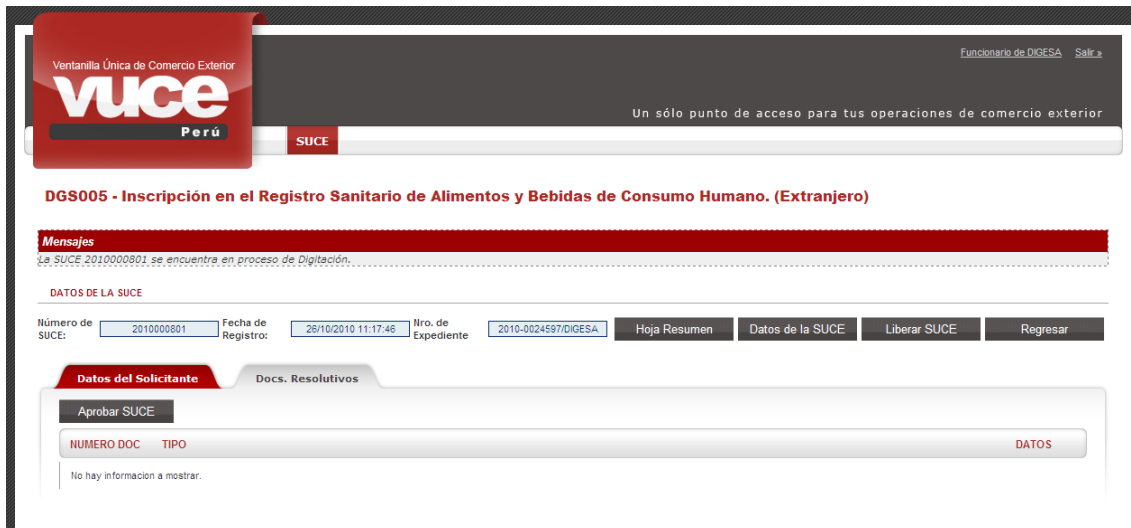 Funcionario de DIGESA Salir »
Ventanilla Única de Comercio Exterior
vuce
Perú
Un sólo punto de acceso para tus operaciones de comercio exterior
SUCE
DGS005 - Inscripción en el Registro Sanitario de Alimentos y Bebidas de Consumo Humano. (Extranjero)
Mensajes
La SUCE 2010000801 se encuentra en proceso de Digitación.
DATOS DE LA SUCE
Número de SUCE: 2010000801 Fecha de Registro: 26/10/2010 11:17:46 Nro. de Expediente 2010-0024597/DIGESA Hoja Resumen Datos de la SUCE Liberar SUCE Regresar
Datos del Solicitante Docs. Resolutivos
Aprobar SUCE
NUMERO DOC TIPO DATOS
No hay informacion a mostrar.